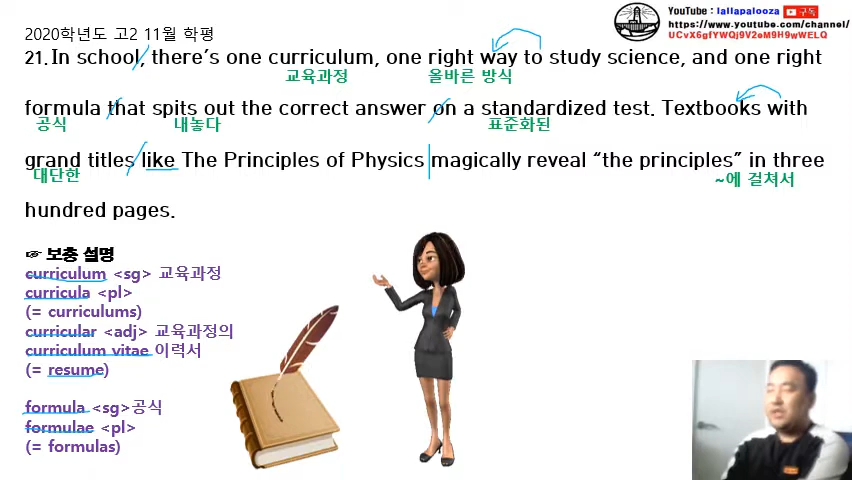 YouTube : lallapalooza 구독
https://www.youtube.com/channel/
UCvX6gfYWQj9V2eM9H9wWELQ
2020학년도 고2 11월 학평
21. In school, there's one curriculum, one right way to study science, and one right
교육과정 올바른 방식
formula that spits out the correct answer on a standardized test. Textbooks with
공식 내놓다 표준화된
grand titles like The Principles of Physics magically reveal “the principles” in three
대단한 ~에 걸쳐서
hundred pages.
☞ 보충 설명
curriculum <sg> 교육과정
curricula <pl>
(= curriculums)
curricular <adj> 교육과정의
curriculum vitae 이력서
(= resume)
formula <sg>공식
formulae <pl>
(= formulas)